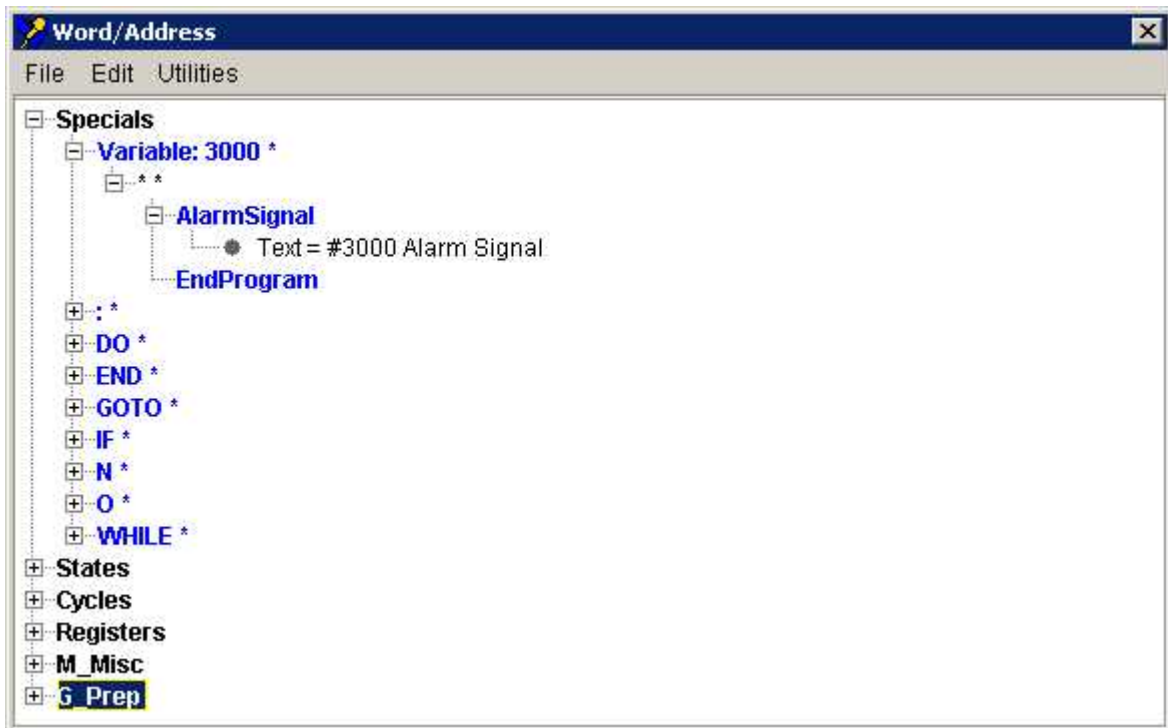 Word/Address
File Edit Utilities
Specials
Variable: 3000 *
* *
AlarmSignal
Text = #3000 Alarm Signal
EndProgram
: *
DO *
END *
GOTO *
IF *
N *
O *
WHILE *
States
Cycles
Registers
M_Misc
G_Prep